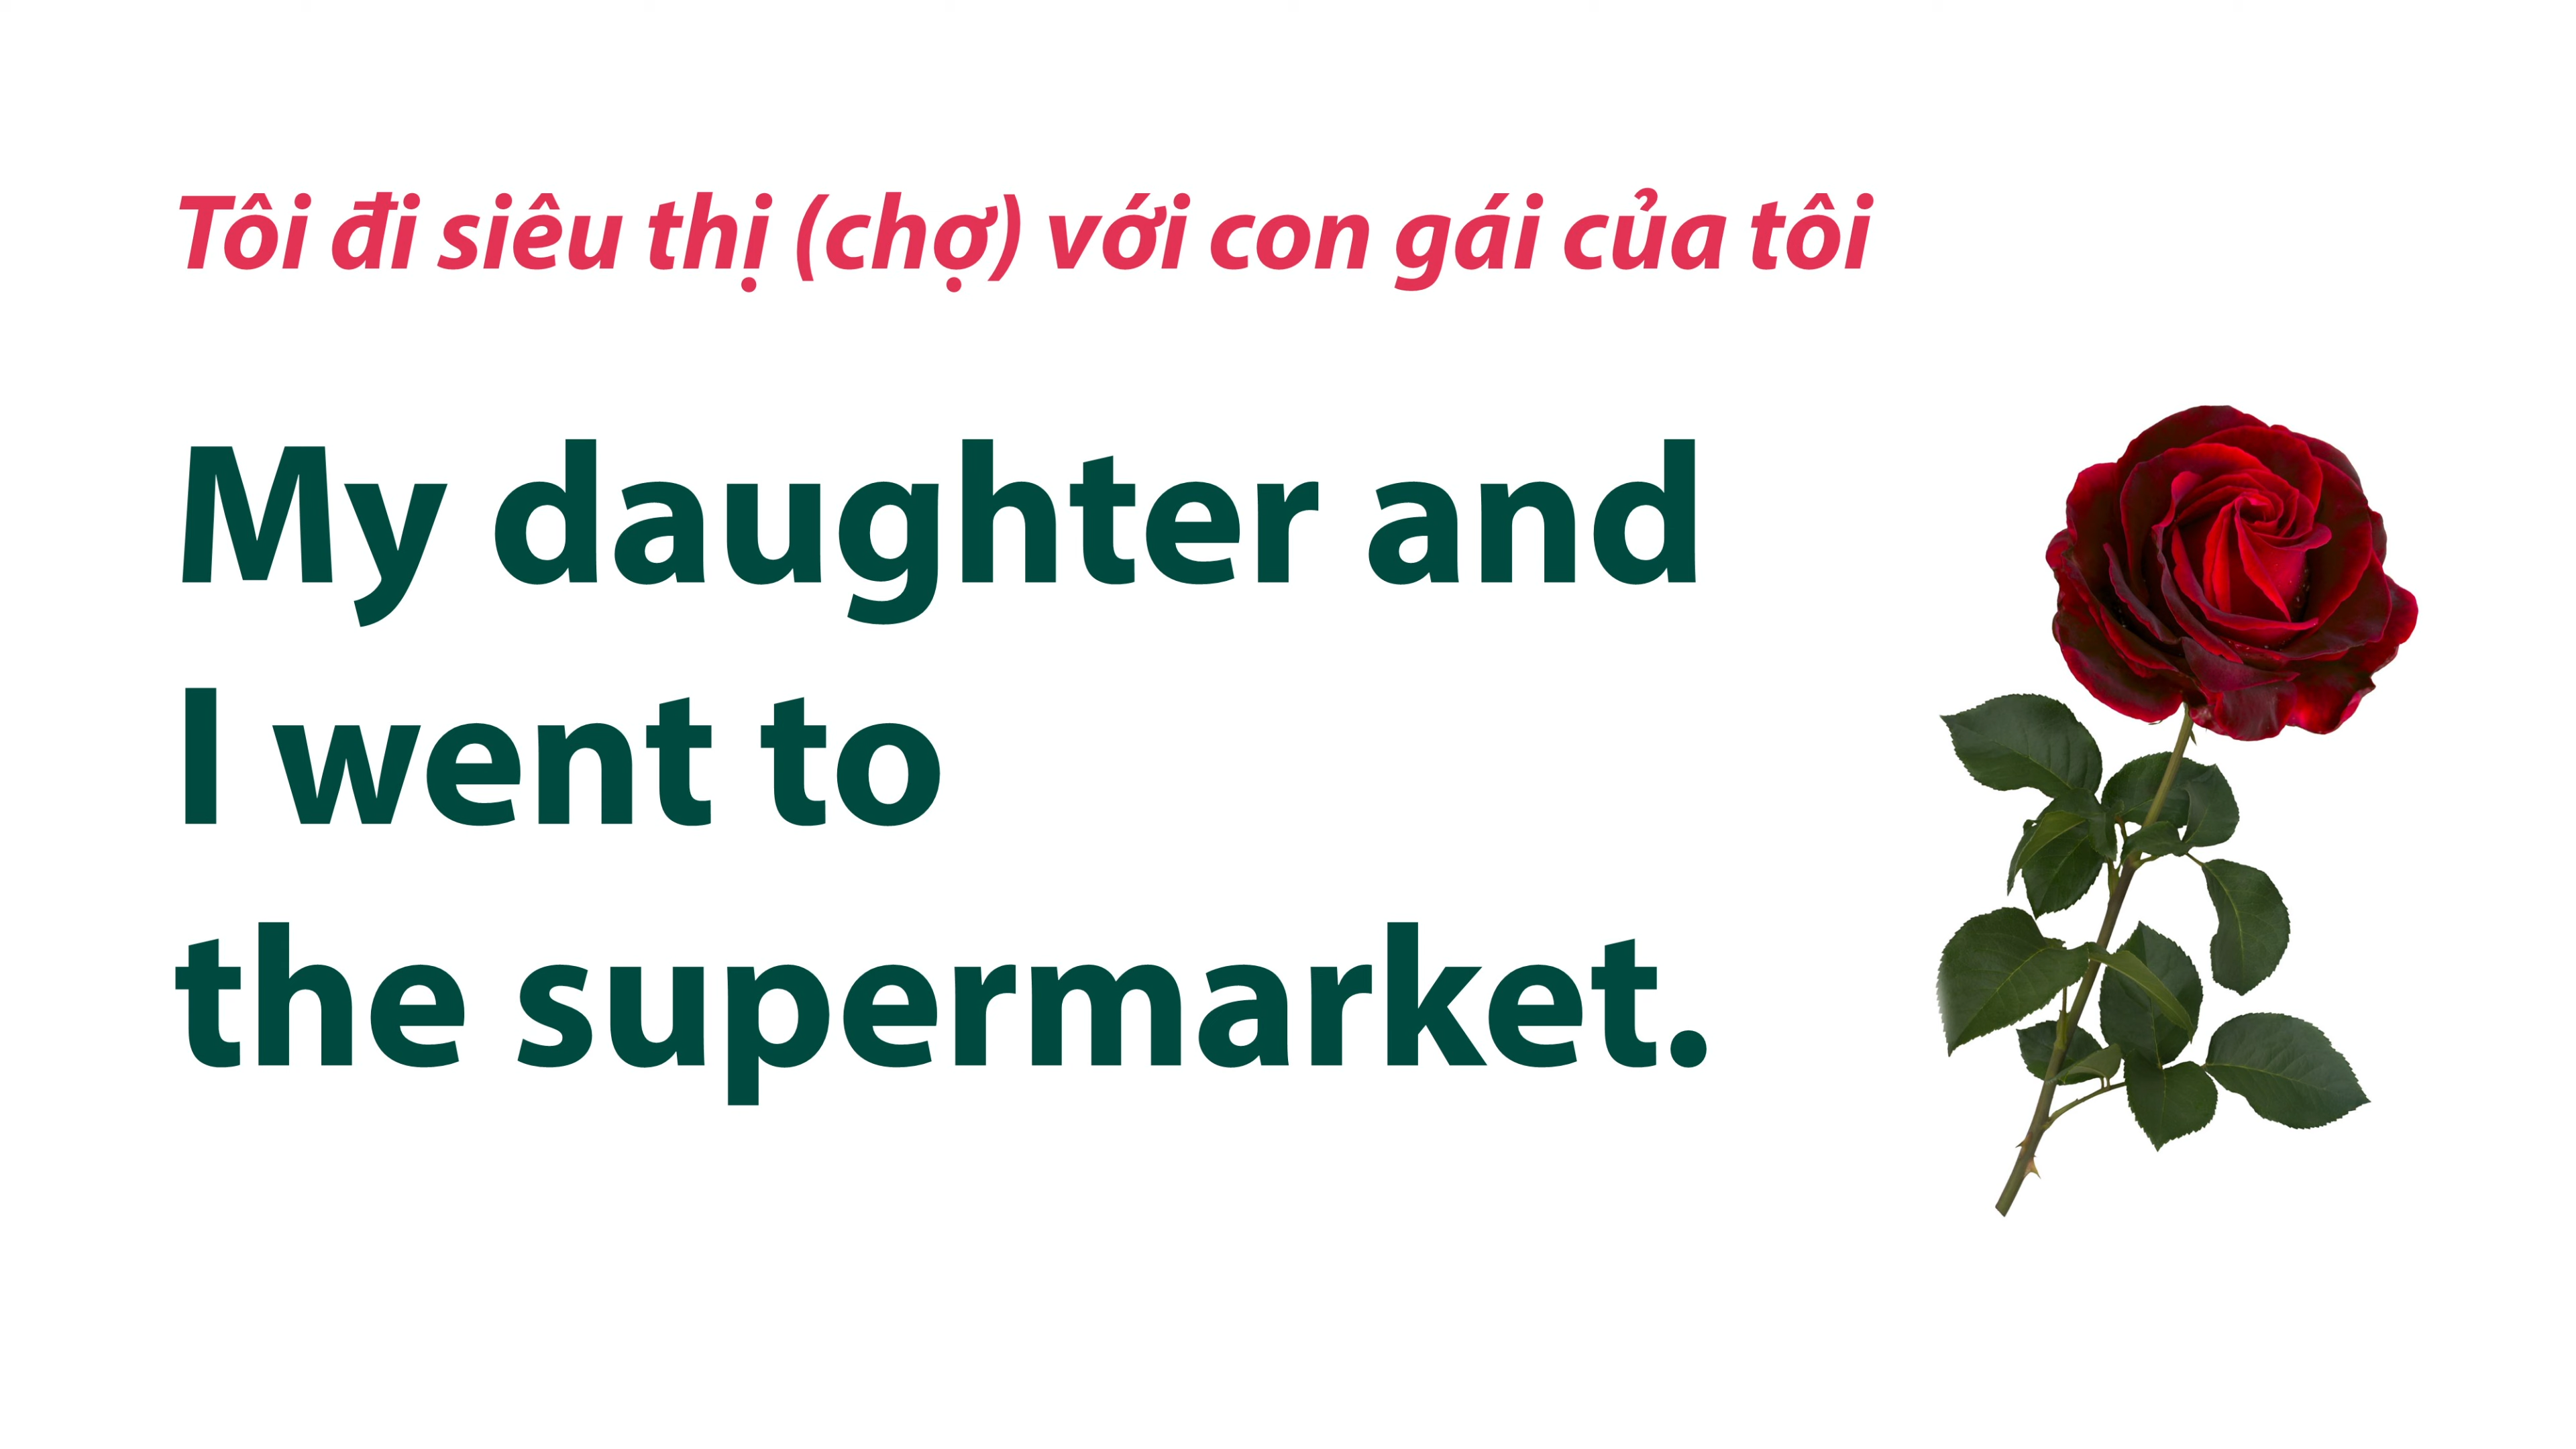 Tôi đi siêu thị (chợ) với con gái của tôi
My daughter and
I went to
the supermarket.